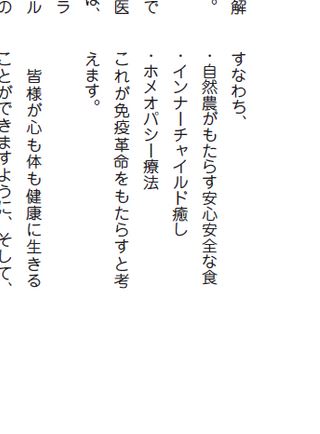 解
。
で
医
は、
ラ
ル
の
すなわち、
・自然農がもたらす安心安全な食
・インナーチャイルド癒し
・ホメオパシー療法
これが免疫革命をもたらすと考
えます。
皆様が心も体も健康に生きる
ことができますように、そして、